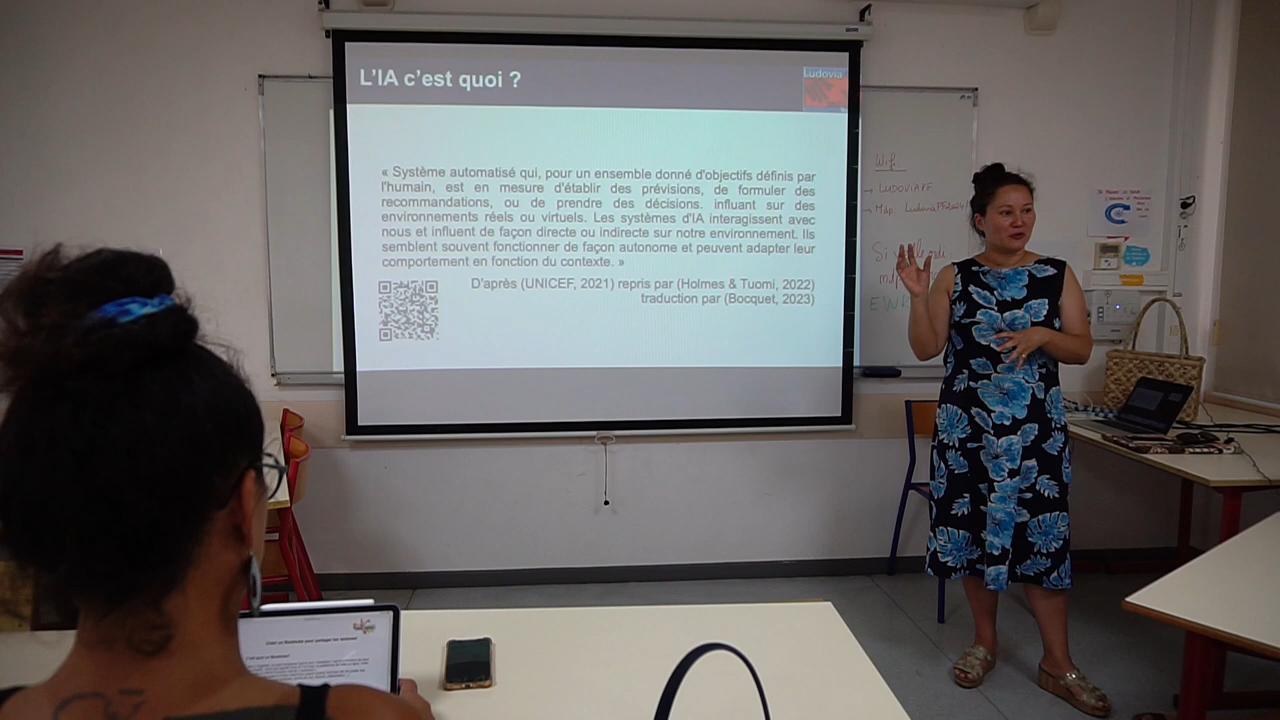 L'IA c'est quoi ?
Ludovia
« Système automatisé qui, pour un ensemble donné d'objectifs définis par
l'humain, est en mesure d'établir des prévisions, de formuler des
recommandations, ou de prendre des décisions. influant sur des
environnements réels ou virtuels. Les systèmes d'IA interagissent avec
nous et influent de façon directe ou indirecte sur notre environnement. Ils
semblent souvent fonctionner de façon autonome et peuvent adapter leur
comportement en fonction du contexte. »
D'après (UNICEF, 2021) repris par (Holmes & Tuomi, 2022)
traduction par (Bocquet, 2023)
Wifi
→ LUDOVIAPF
→ Mdp. LudoviaPF2024!
Si